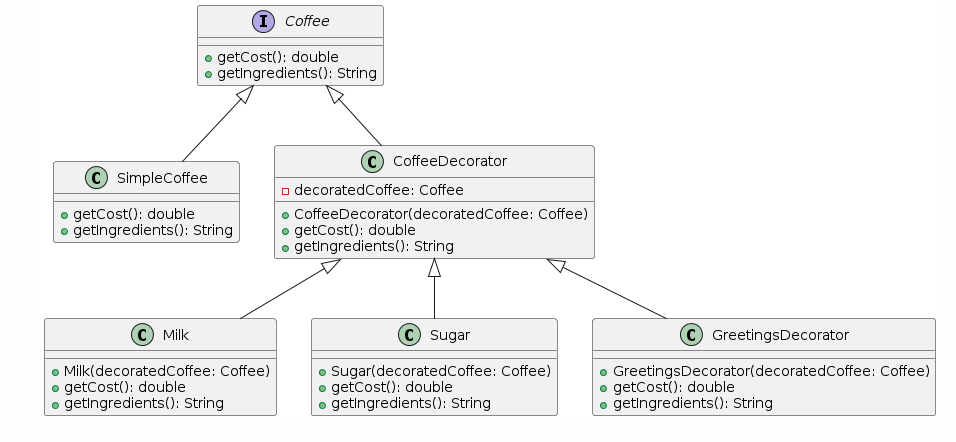 I Coffee
getCost(): double
getIngredients(): String
C SimpleCoffee
getCost(): double
getIngredients(): String
C CoffeeDecorator
decoratedCoffee: Coffee
CoffeeDecorator(decoratedCoffee: Coffee)
getCost(): double
getIngredients(): String
C Milk
Milk(decoratedCoffee: Coffee)
getCost(): double
getIngredients(): String
C Sugar
Sugar(decoratedCoffee: Coffee)
getCost(): double
getIngredients(): String
C GreetingsDecorator
GreetingsDecorator(decoratedCoffee: Coffee)
getCost(): double
getIngredients(): String